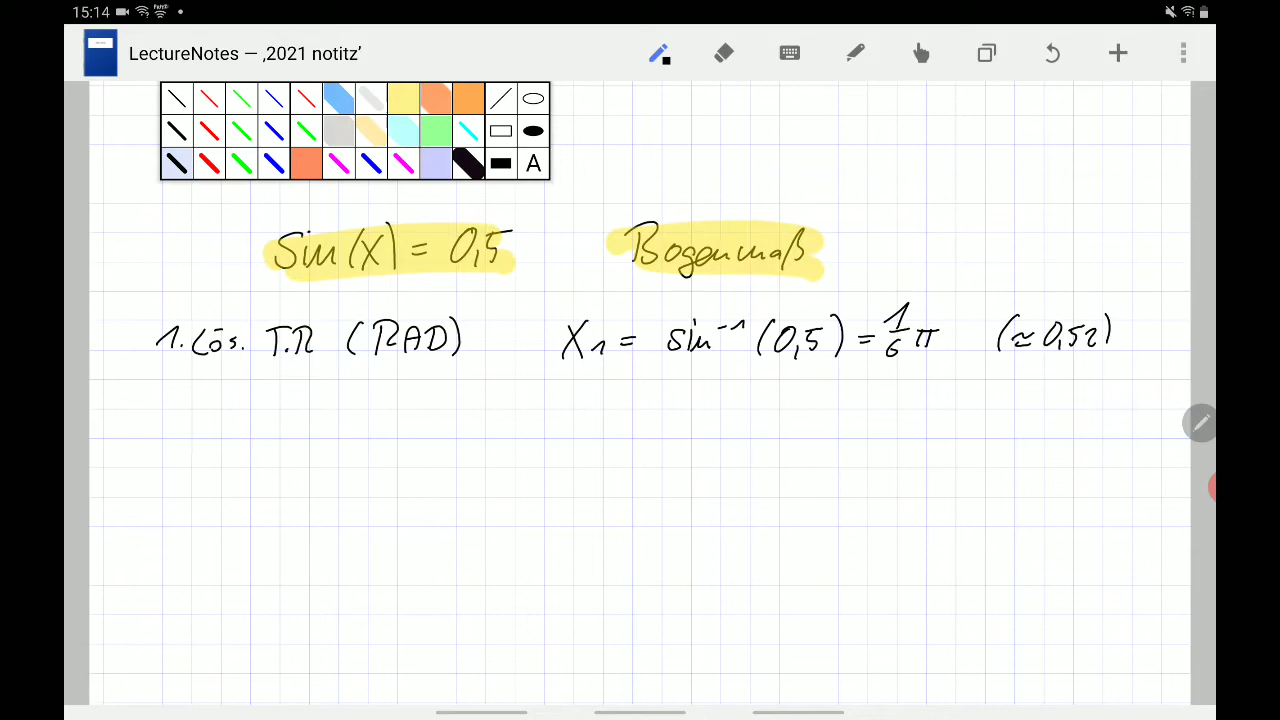 15:14
LectureNotes — ‚2021 notitz’
A
Sin(X) = 0,5 Bogenmaß
1. Lös. T.R (RAD) X₁ = sin⁻¹ (0,5) = 1/6 π (≈ 0,52)